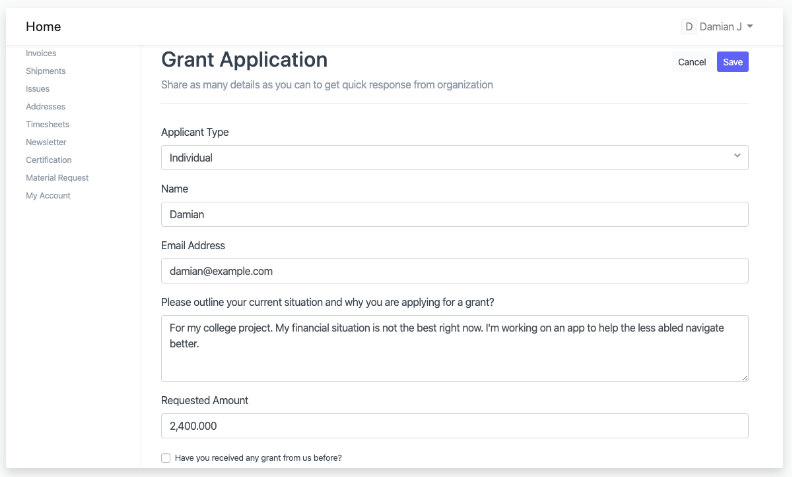 Home
D Damian J
Invoices
Shipments
Issues
Addresses
Timesheets
Newsletter
Certification
Material Request
My Account
Grant Application
Cancel
Save
Share as many details as you can to get quick response from organization
Applicant Type
Individual
Name
Damian
Email Address
damian@example.com
Please outline your current situation and why you are applying for a grant?
For my college project. My financial situation is not the best right now. I'm working on an app to help the less abled navigate
better.
Requested Amount
2,400.000
Have you received any grant from us before?